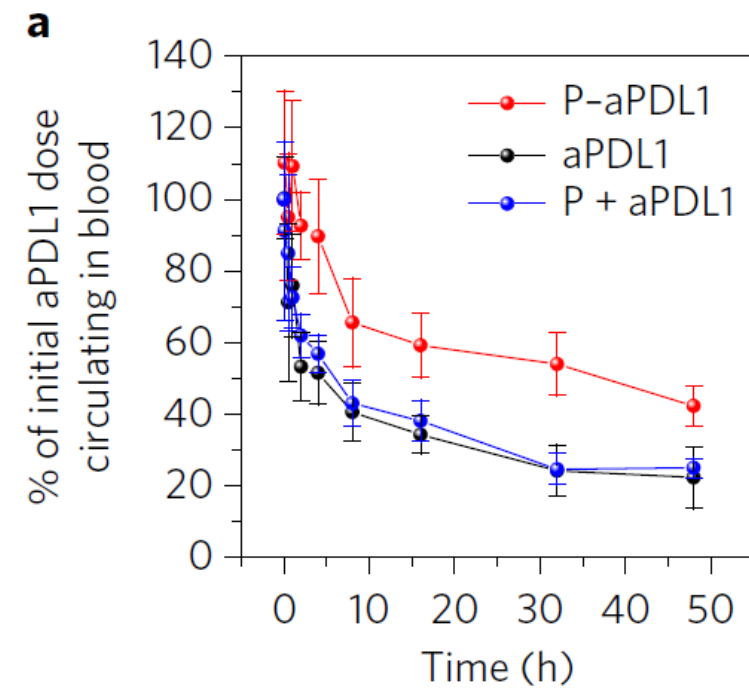 a
% of initial aPDL1 dose
circulating in blood
140
120
100
80
60
40
20
0
P–aPDL1
aPDL1
P + aPDL1
0 10 20 30 40 50
Time (h)